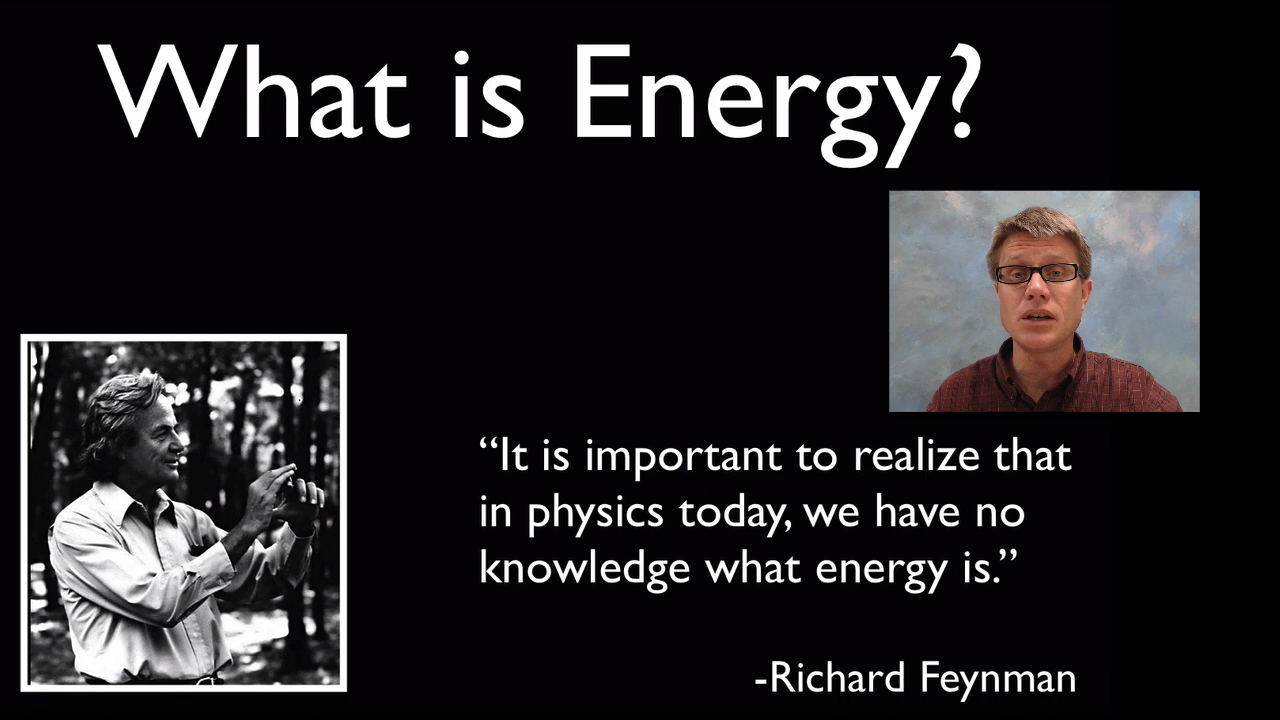 What is Energy?
“It is important to realize that
in physics today, we have no
knowledge what energy is.”
-Richard Feynman